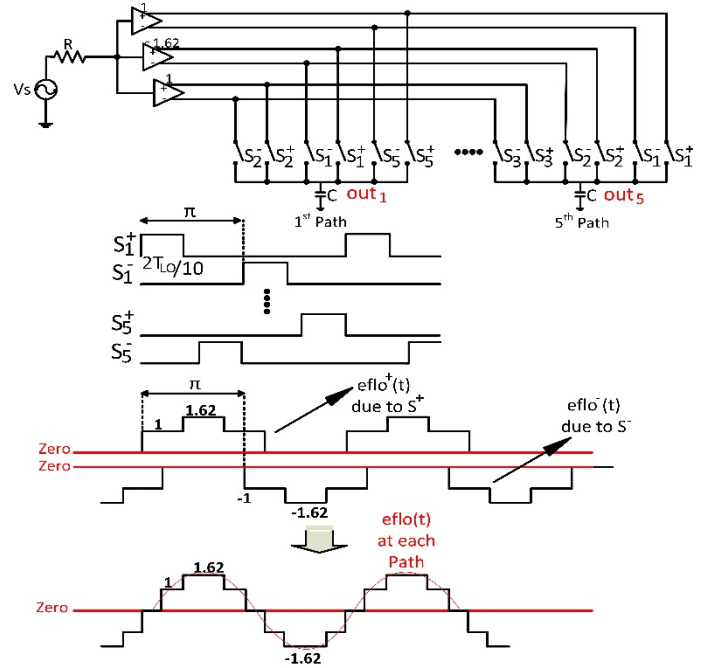 1
R
+1.62
Vs
1
S₂⁻ S₂⁺ S₁⁻ S₁⁺ S₅⁻ S₅⁺ S₃⁻ S₃⁺ S₂⁻ S₂⁺ S₁⁻ S₁⁺
C out₁ C out₅
1st Path 5th Path
π
S₁⁺
2T_LO/10
S₁⁻
S₅⁺
S₅⁻
π
eflo⁺(t)
due to S⁺
eflo⁻(t)
due to S⁻
1.62
1
Zero
Zero
-1
-1.62
eflo(t)
at each
Path
1.62
1
Zero
-1.62